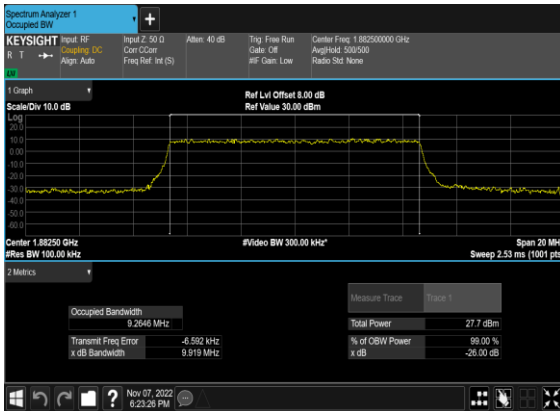 Spectrum Analyzer 1
Occupied BW
+
KEYSIGHT
R T
LXI
Input: RF
Coupling: DC
Align: Auto
Input Z: 50 Ω
Corr CCorr
Freq Ref: Int (S)
Atten: 40 dB
Trig: Free Run
Gate: Off
#IF Gain: Low
Center Freq: 1.882500000 GHz
Avg|Hold: 500/500
Radio Std: None
1 Graph
Scale/Div 10.0 dB
Ref Lvl Offset 8.00 dB
Ref Value 30.00 dBm
Log
20.0
10.0
0.00
-10.0
-20.0
-30.0
-40.0
-50.0
-60.0
Center 1.88250 GHz
#Res BW 100.00 kHz
#Video BW 300.00 kHz*
Span 20 MH
Sweep 2.53 ms (1001 pts
2 Metrics
Measure Trace
Trace 1
Occupied Bandwidth
9.2646 MHz
Total Power
27.7 dBm
Transmit Freq Error
-6.592 kHz
% of OBW Power
99.00 %
x dB Bandwidth
9.919 MHz
x dB
-26.00 dB
?
Nov 07, 2022
6:23:26 PM